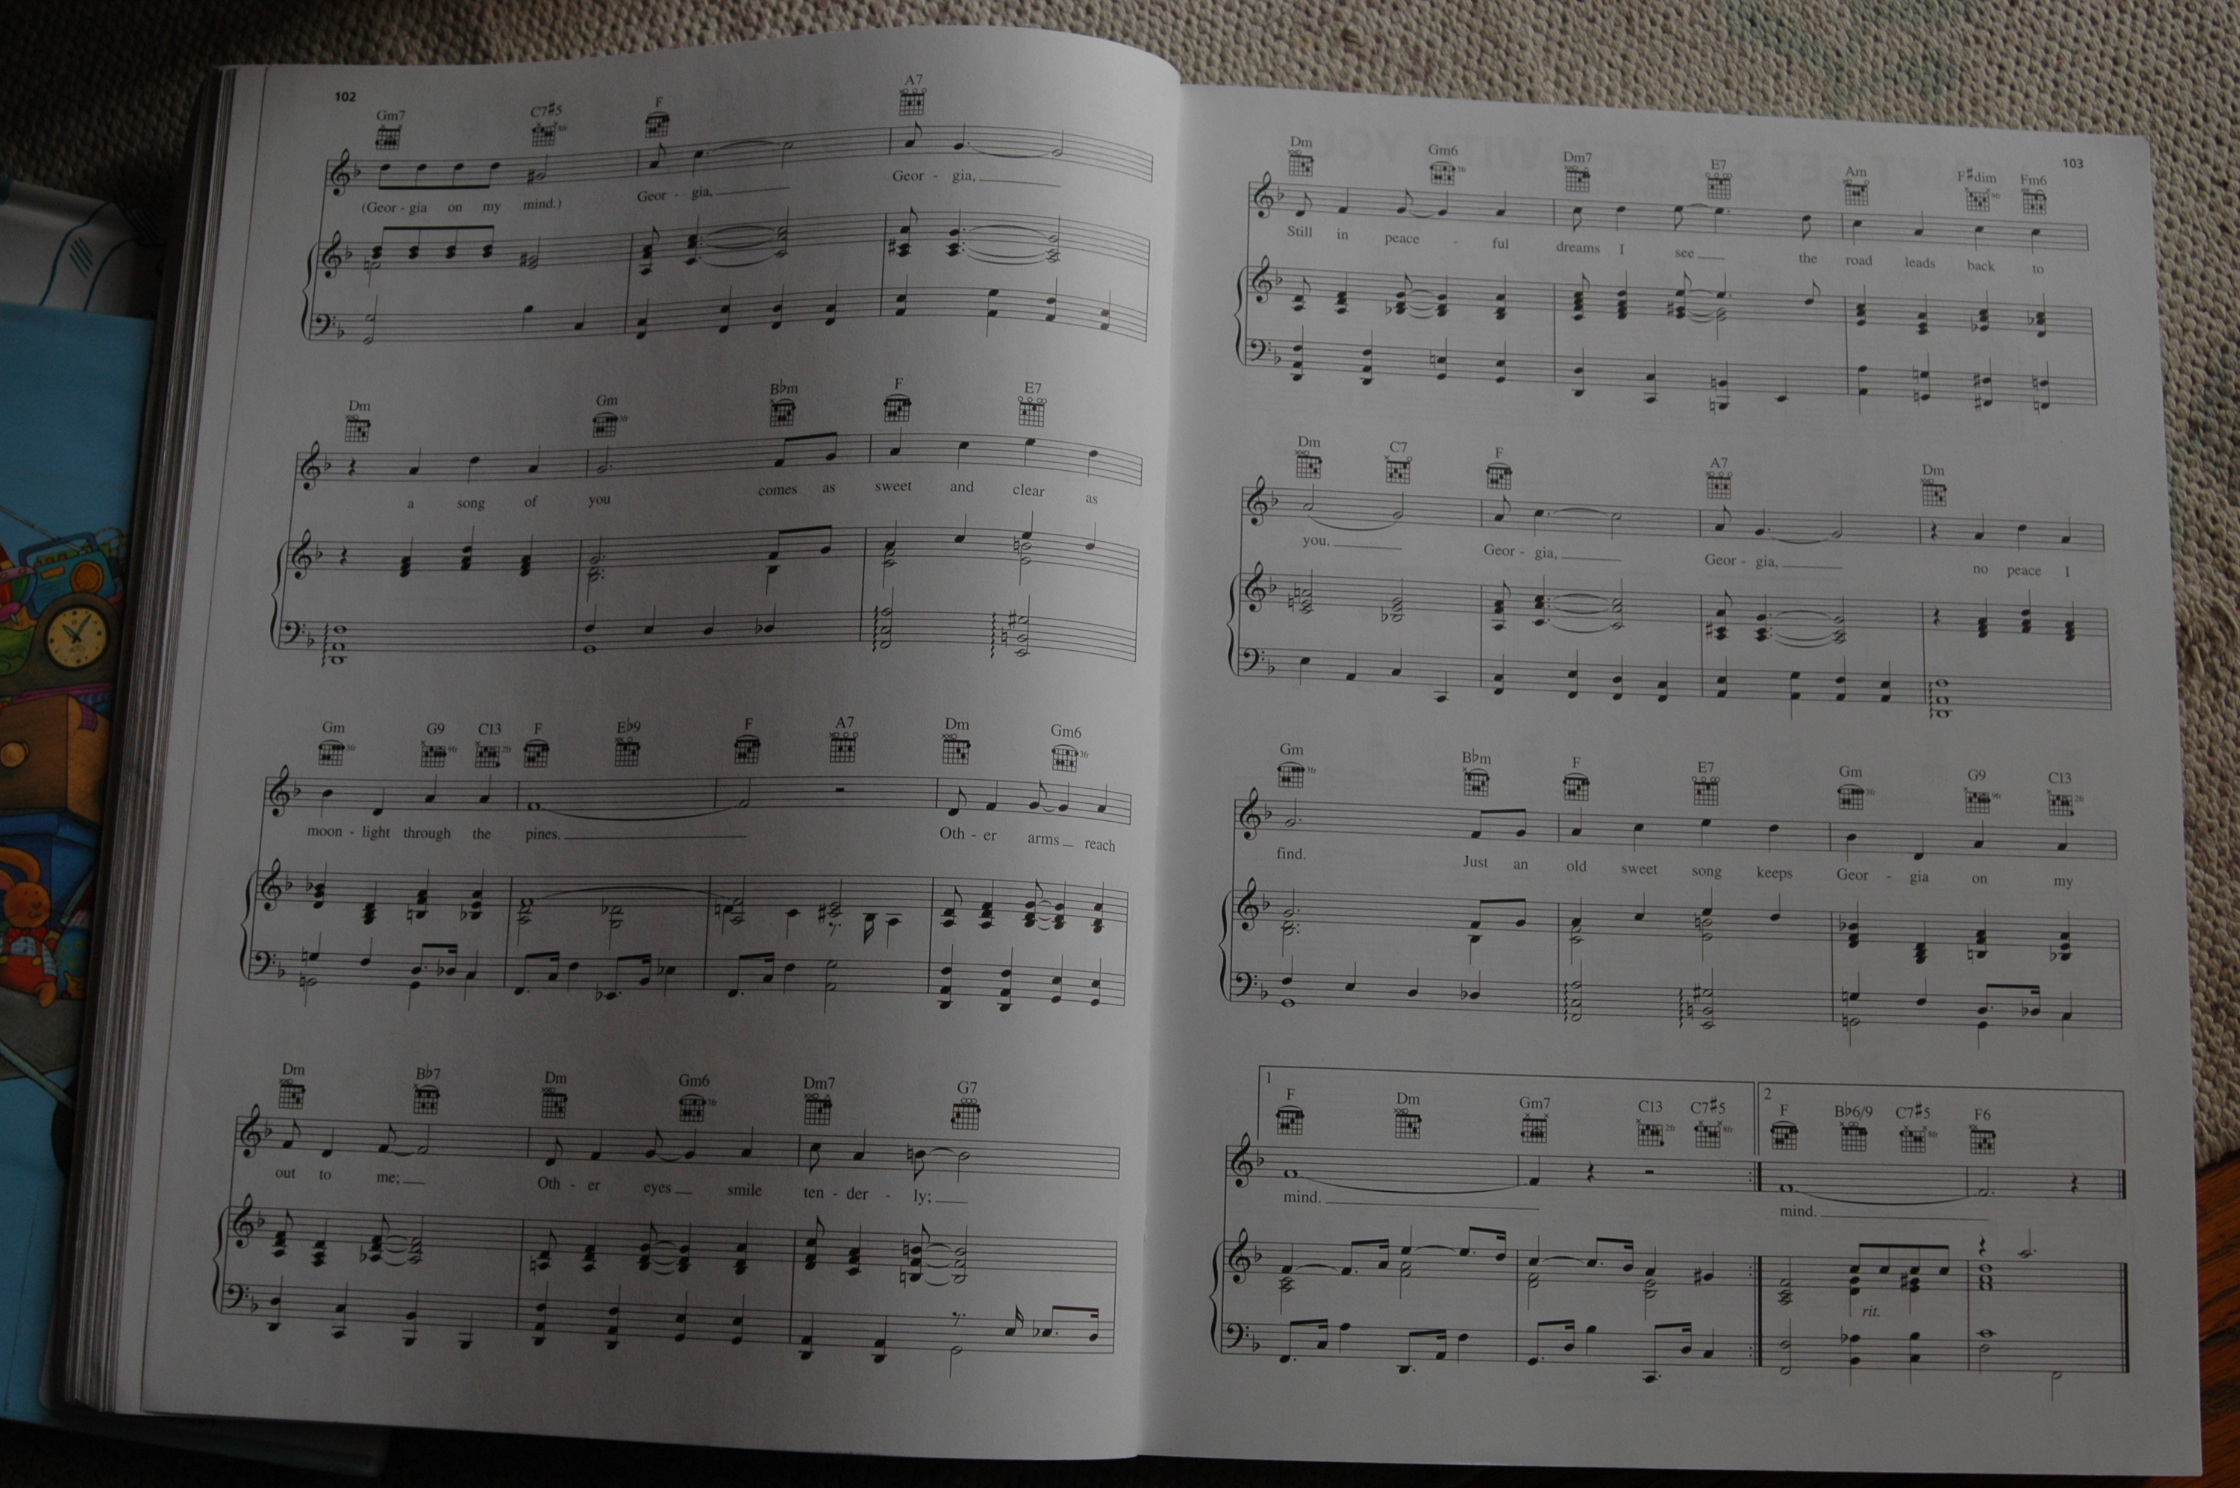 102
Gm7 C7#5 F A7
(Geor - gia on my mind.) Geor - gia, Geor - gia,
Dm Gm B♭m F E7
a song of you comes as sweet and clear as
Gm G9 C13 F E♭9 F A7 Dm Gm6
moon - light through the pines. Oth - er arms reach
Dm B♭7 Dm Gm6 Dm7 G7
out to me; Oth - er eyes smile ten - der - ly;
103
Dm Gm6 Dm7 E7 Am F#dim Fm6
Still in peace - ful dreams I see the road leads back to
Dm C7 F A7 Dm
you. Geor - gia, Geor - gia, no peace I
Gm B♭m F E7 Gm G9 C13
find. Just an old sweet song keeps Geor - gia on my
1 2
F Dm Gm7 C13 C7#5 F B♭6/9 C7#5 F6
mind. mind.
rit.